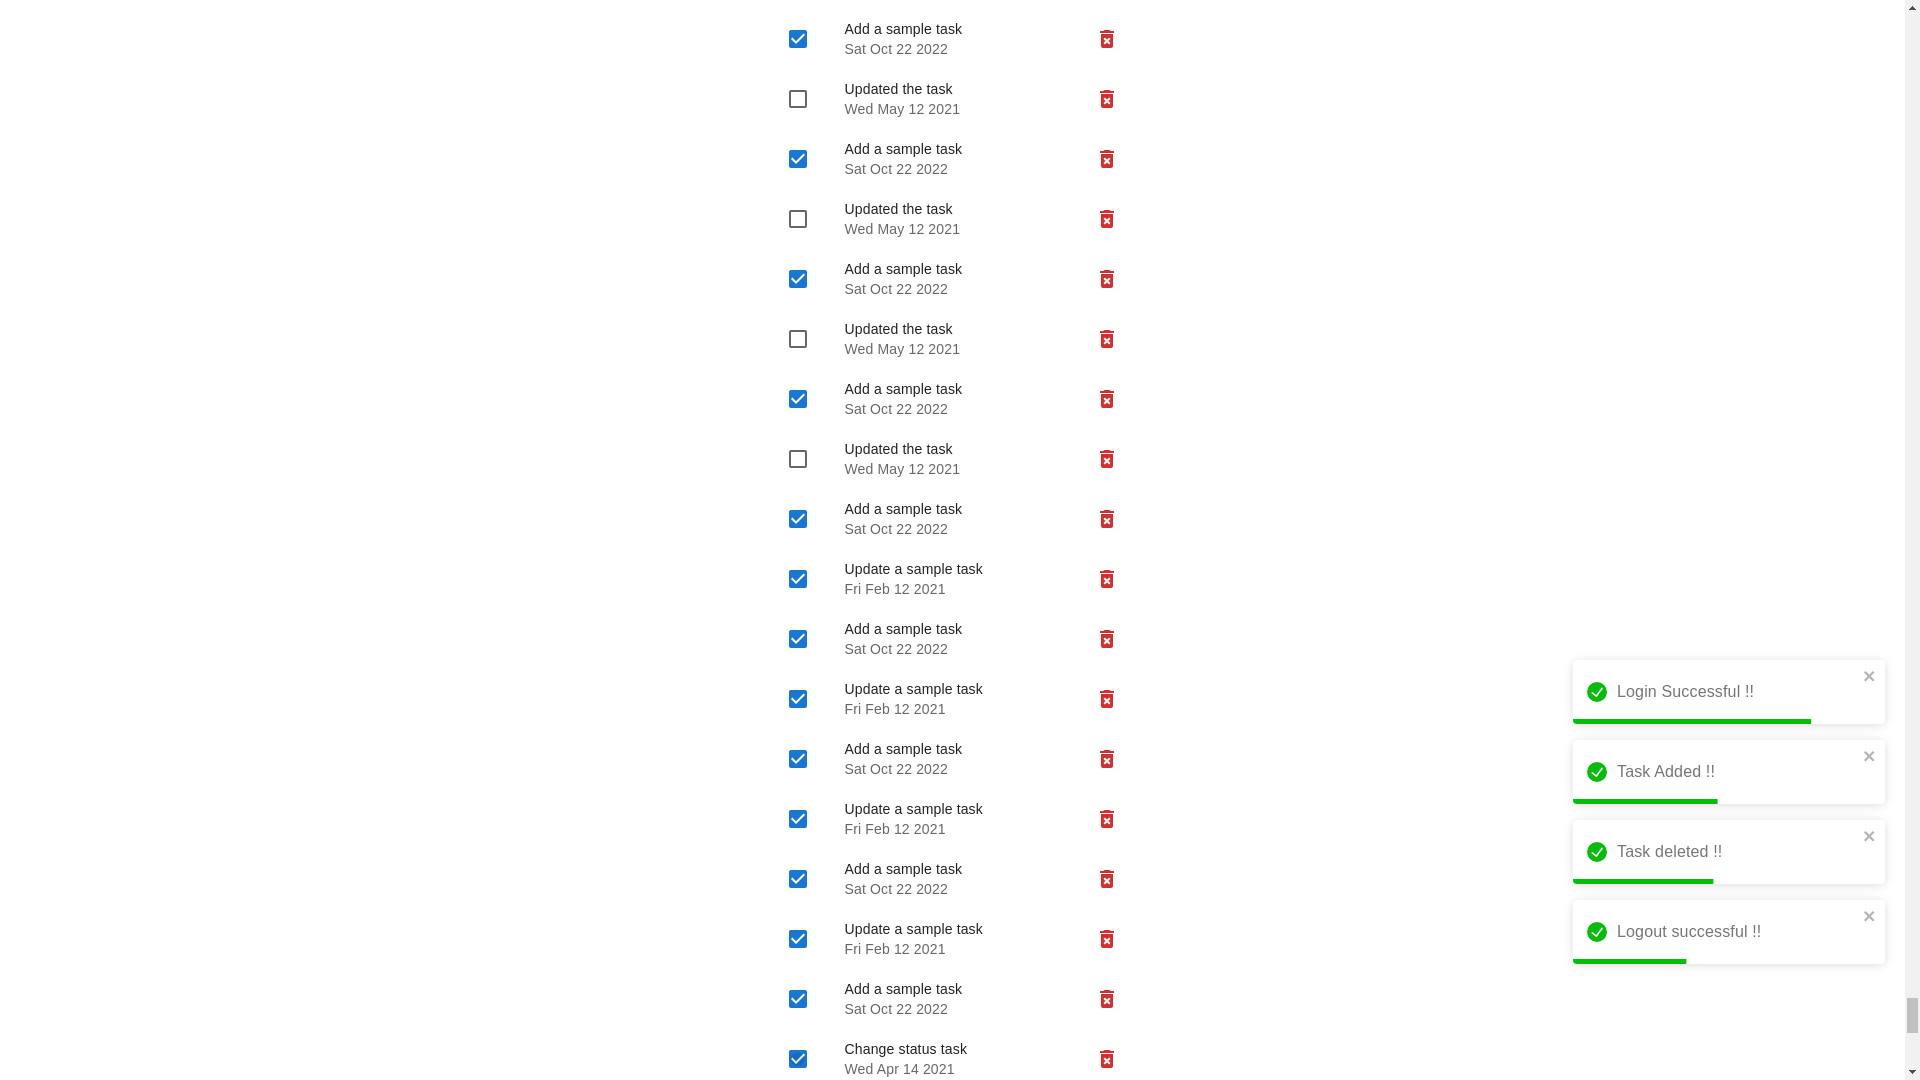 Add a sample task
Sat Oct 22 2022
Updated the task
Wed May 12 2021
Add a sample task
Sat Oct 22 2022
Updated the task
Wed May 12 2021
Add a sample task
Sat Oct 22 2022
Updated the task
Wed May 12 2021
Add a sample task
Sat Oct 22 2022
Updated the task
Wed May 12 2021
Add a sample task
Sat Oct 22 2022
Update a sample task
Fri Feb 12 2021
Add a sample task
Sat Oct 22 2022
Update a sample task
Fri Feb 12 2021
Add a sample task
Sat Oct 22 2022
Update a sample task
Fri Feb 12 2021
Add a sample task
Sat Oct 22 2022
Update a sample task
Fri Feb 12 2021
Add a sample task
Sat Oct 22 2022
Change status task
Wed Apr 14 2021
Login Successful !!
Task Added !!
Task deleted !!
Logout successful !!